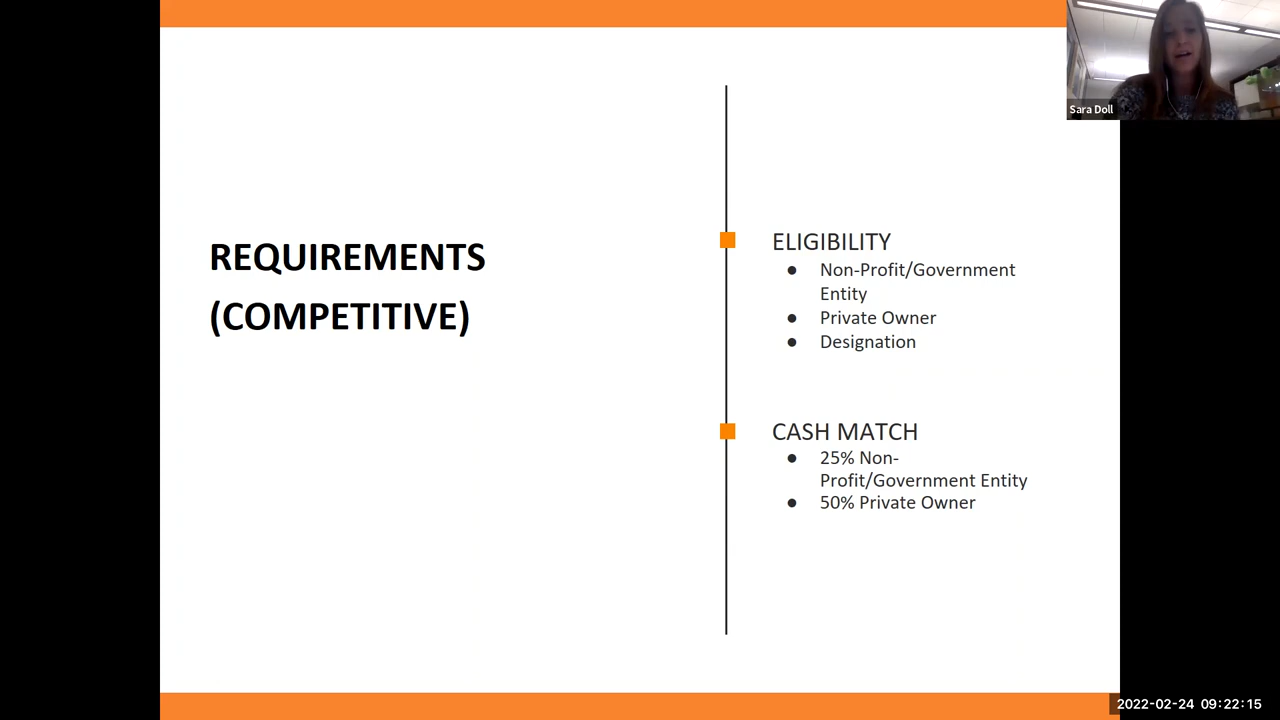 Sara Doll
REQUIREMENTS
(COMPETITIVE)
ELIGIBILITY
● Non-Profit/Government
Entity
● Private Owner
● Designation
CASH MATCH
● 25% Non-
Profit/Government Entity
● 50% Private Owner
2022-02-24 09:22:15